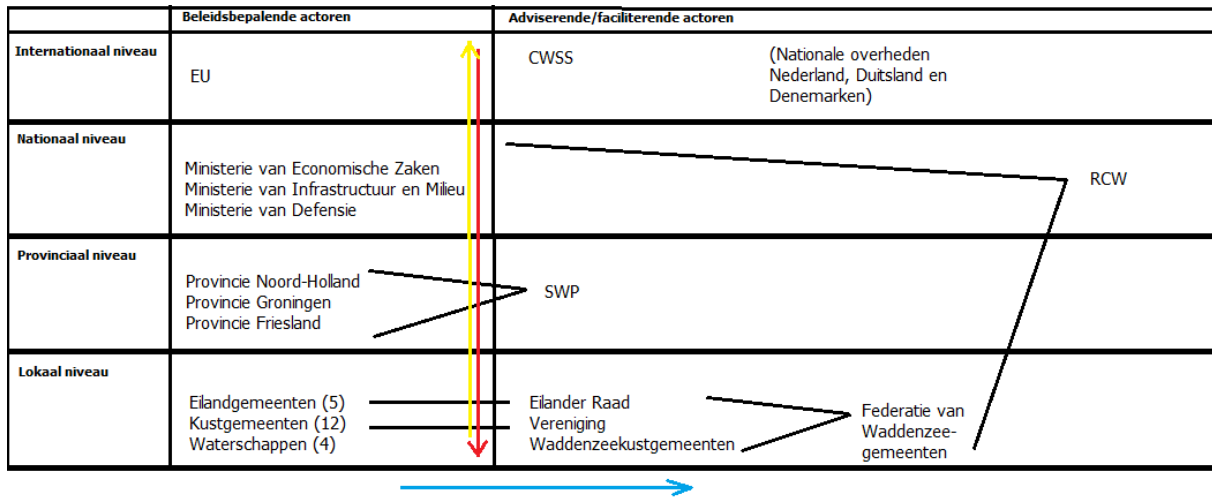 Beleidsbepalende actoren
Adviserende/faciliterende actoren
Internationaal niveau
EU
CWSS
(Nationale overheden
Nederland, Duitsland en
Denemarken)
Nationaal niveau
Ministerie van Economische Zaken
Ministerie van Infrastructuur en Milieu
Ministerie van Defensie
RCW
Provinciaal niveau
Provincie Noord-Holland
Provincie Groningen
Provincie Friesland
SWP
Lokaal niveau
Eilandgemeenten (5)
Kustgemeenten (12)
Waterschappen (4)
Eilander Raad
Vereniging
Waddenzeekustgemeenten
Federatie van
Waddenzee-
gemeenten